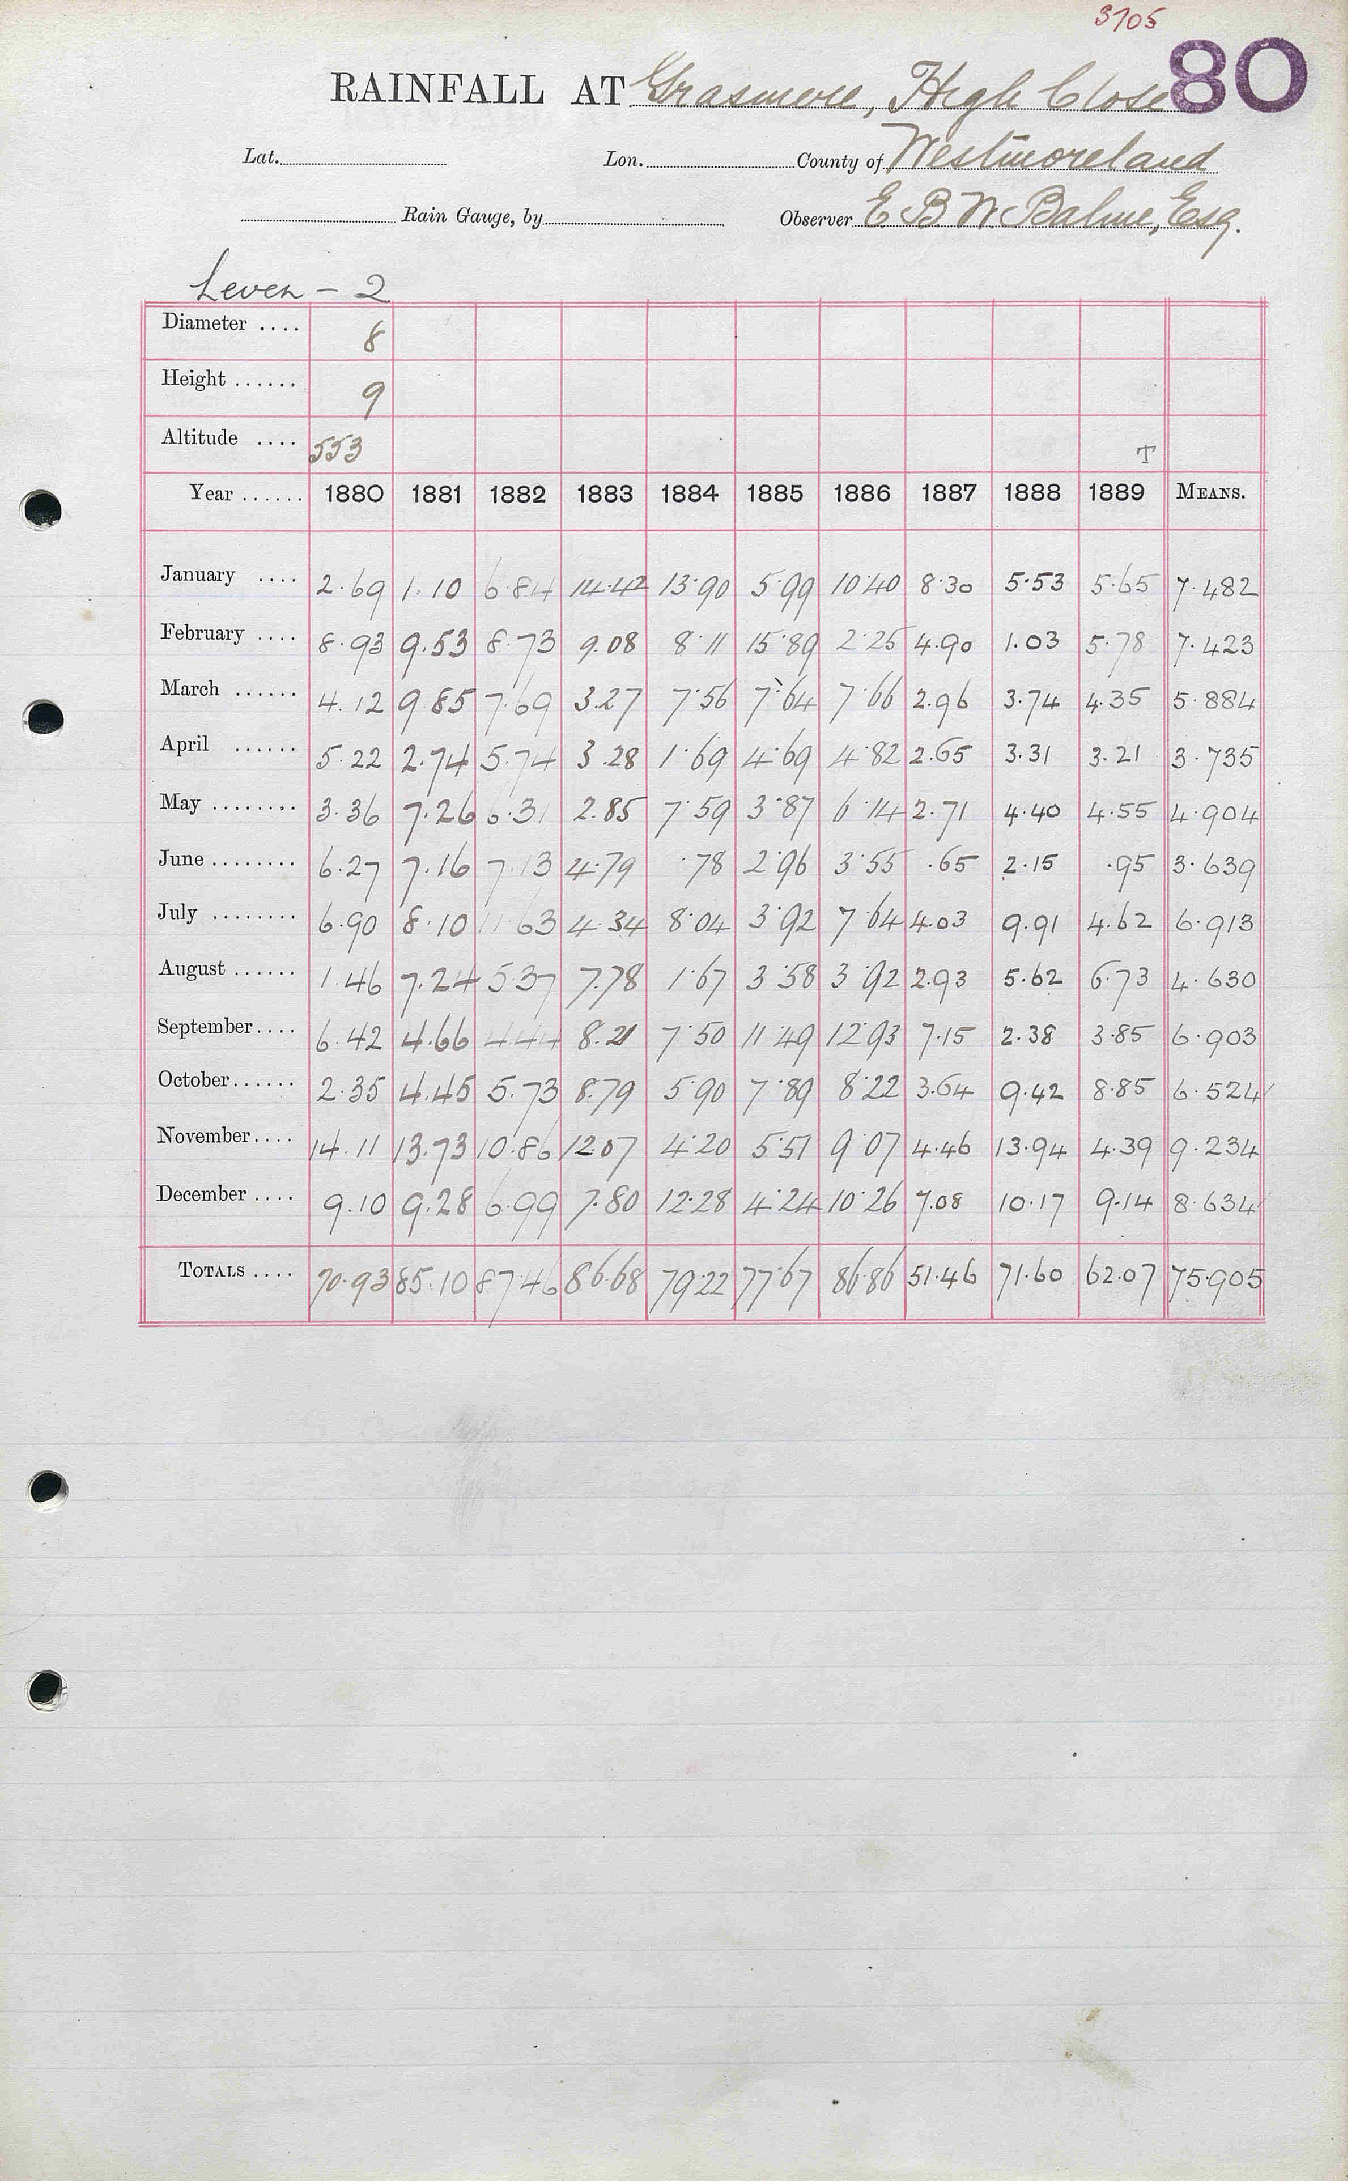 3705
80
RAINFALL AT Grasmere, High Close
Lat. Lon. County of Westmoreland
Rain Gauge, by Observer E B W Balme, Esq.
Leven - 2
Diameter .... 8
Height ...... 9
Altitude .... 553 T
Year ...... 1880 1881 1882 1883 1884 1885 1886 1887 1888 1889 MEANS.
January .... 2.69 1.10 6.84 14.42 13.90 5.99 10.40 8.30 5.53 5.65 7.482
February .... 8.93 9.53 8.73 9.08 8.11 15.89 2.25 4.90 1.03 5.78 7.423
March ...... 4.12 9.85 7.69 3.27 7.56 7.64 7.66 2.96 3.74 4.35 5.884
April ...... 5.22 2.74 5.74 3.28 1.69 4.69 4.82 2.65 3.31 3.21 3.735
May ........ 3.36 7.26 6.31 2.85 7.59 3.87 6.14 2.71 4.40 4.55 4.904
June ........ 6.27 7.16 7.13 4.79 .78 2.96 3.55 .65 2.15 .95 3.639
July ........ 6.90 8.10 11.63 4.34 8.04 3.92 7.64 4.03 9.91 4.62 6.913
August ...... 1.46 7.24 5.37 7.78 1.67 3.58 3.92 2.93 5.62 6.73 4.630
September .... 6.42 4.66 4.44 8.21 7.50 11.49 12.93 7.15 2.38 3.85 6.903
October ...... 2.35 4.45 5.73 8.79 5.90 7.89 8.22 3.64 9.42 8.85 6.524
November .... 14.11 13.73 10.86 12.07 4.20 5.51 9.07 4.46 13.94 4.39 9.234
December .... 9.10 9.28 6.99 7.80 12.28 4.24 10.26 7.08 10.17 9.14 8.634
TOTALS .... 70.93 85.10 87.46 86.68 79.22 77.67 86.86 51.46 71.60 62.07 75.905